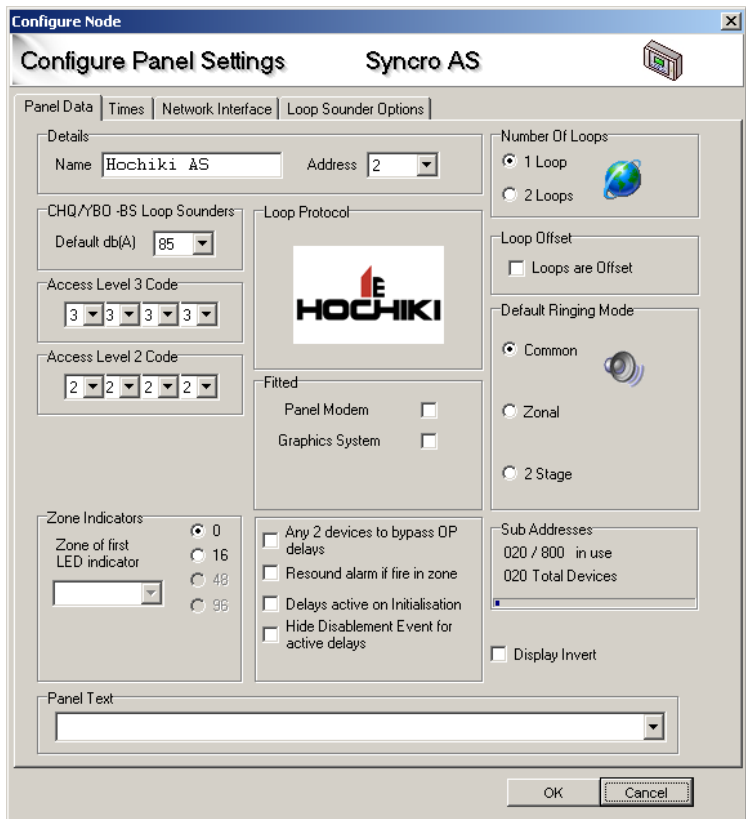 Configure Node
Configure Panel Settings Syncro AS
Panel Data Times Network Interface Loop Sounder Options
Details
Name Hochiki AS Address 2
Number Of Loops
1 Loop
2 Loops
CHQ/YBO -BS Loop Sounders
Default db(A) 85
Loop Protocol
HOCHIKI
Loop Offset
Loops are Offset
Access Level 3 Code
3 3 3 3
Default Ringing Mode
Common
Zonal
2 Stage
Access Level 2 Code
2 2 2 2
Fitted
Panel Modem
Graphics System
Zone Indicators
Zone of first
LED indicator
0
16
48
96
Any 2 devices to bypass OP
delays
Resound alarm if fire in zone
Delays active on Initialisation
Hide Disablement Event for
active delays
Sub Addresses
020 / 800 in use
020 Total Devices
Display Invert
Panel Text
OK Cancel